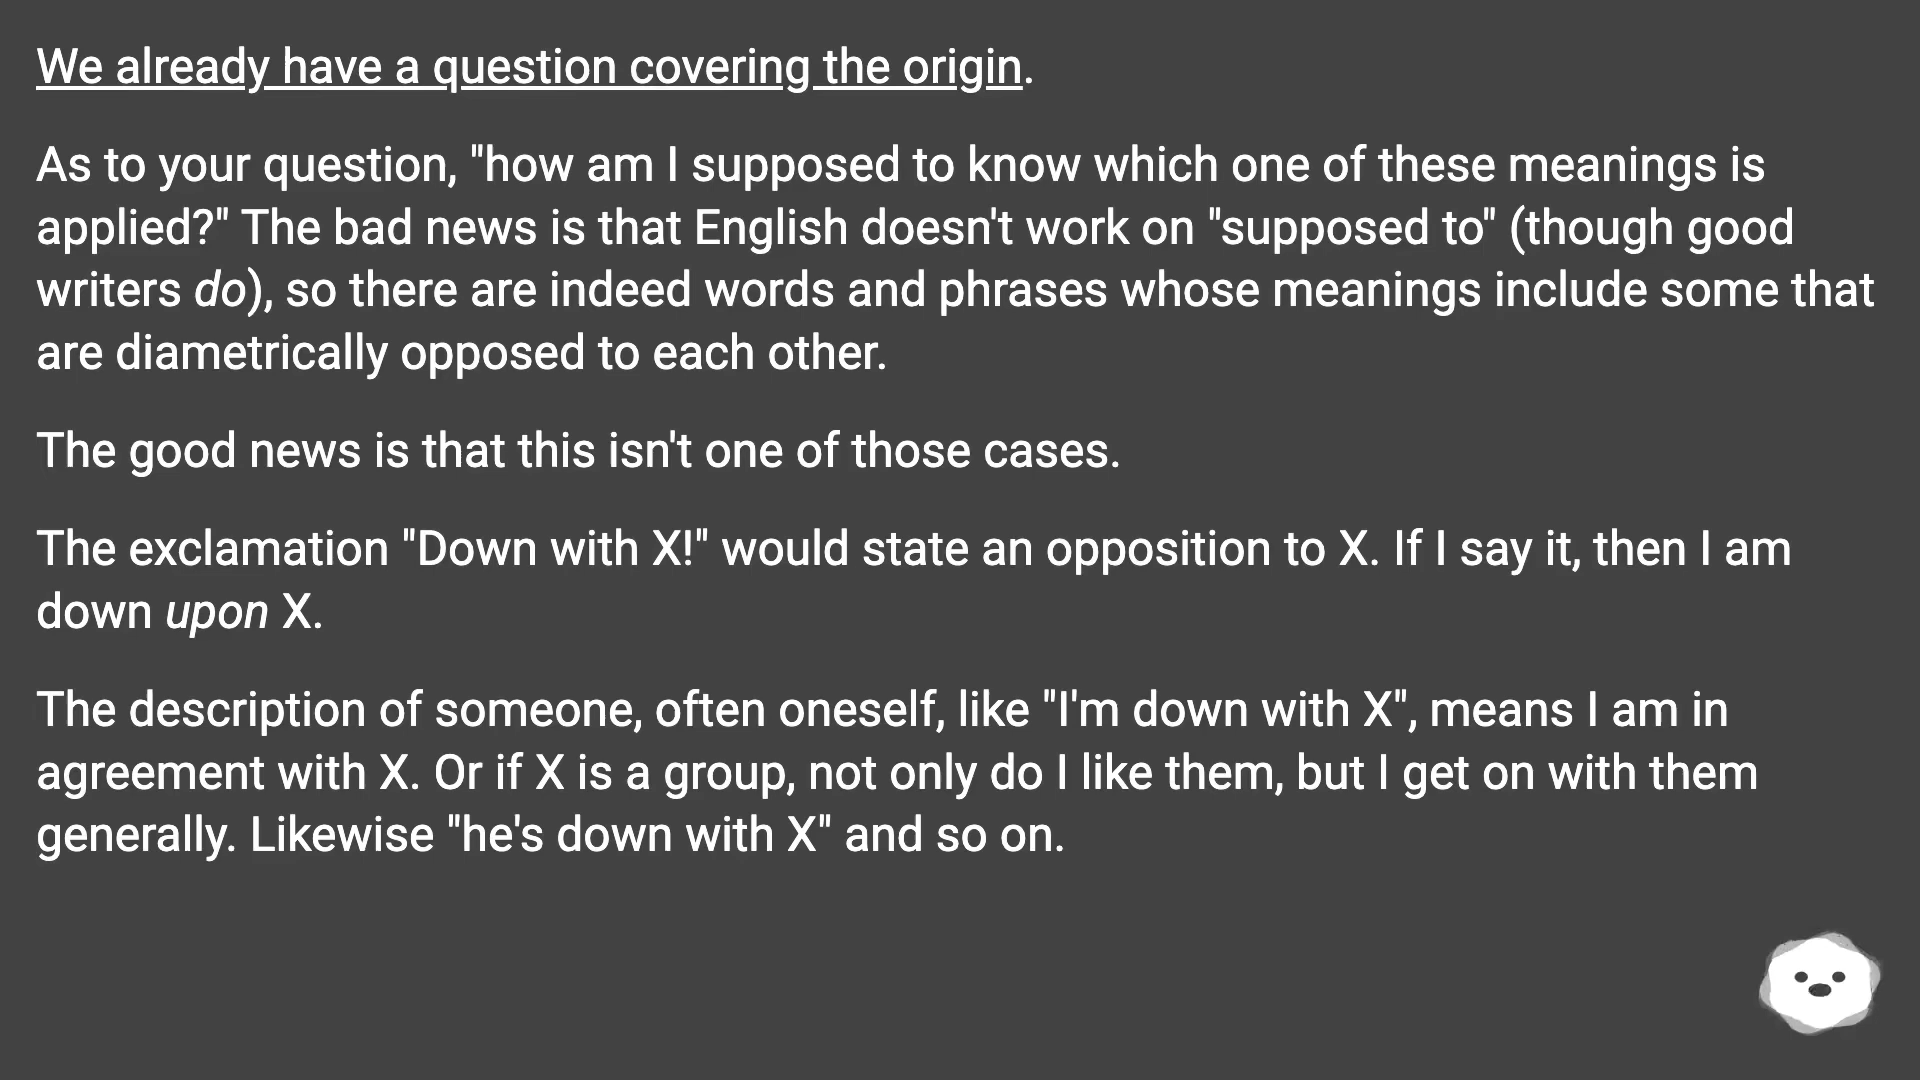 We already have a question covering the origin.
As to your question, "how am I supposed to know which one of these meanings is
applied?" The bad news is that English doesn't work on "supposed to" (though good
writers do), so there are indeed words and phrases whose meanings include some that
are diametrically opposed to each other.
The good news is that this isn't one of those cases.
The exclamation "Down with X!" would state an opposition to X. If I say it, then I am
down upon X.
The description of someone, often oneself, like "I'm down with X", means I am in
agreement with X. Or if X is a group, not only do I like them, but I get on with them
generally. Likewise "he's down with X" and so on.